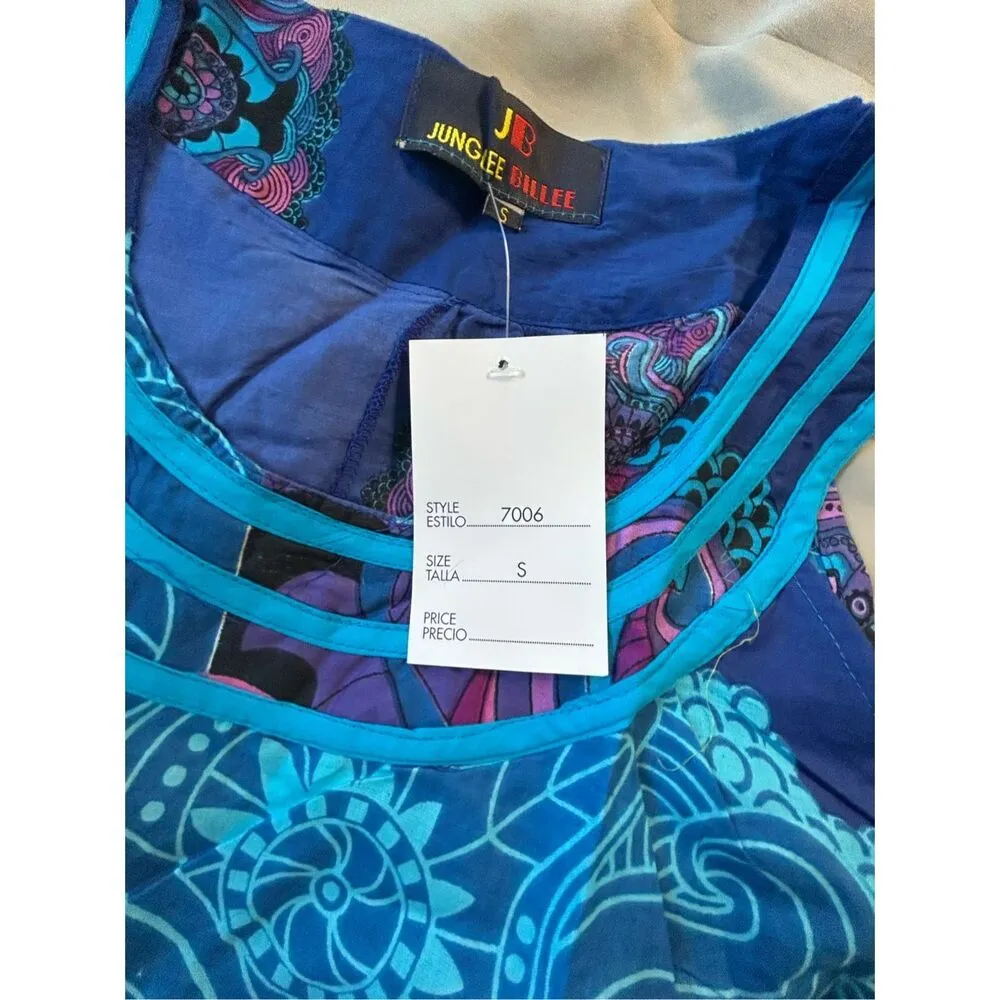 JB
JUNGLEE BILLEE
S
STYLE
ESTILO 7006
SIZE
TALLA S
PRICE
PRECIO